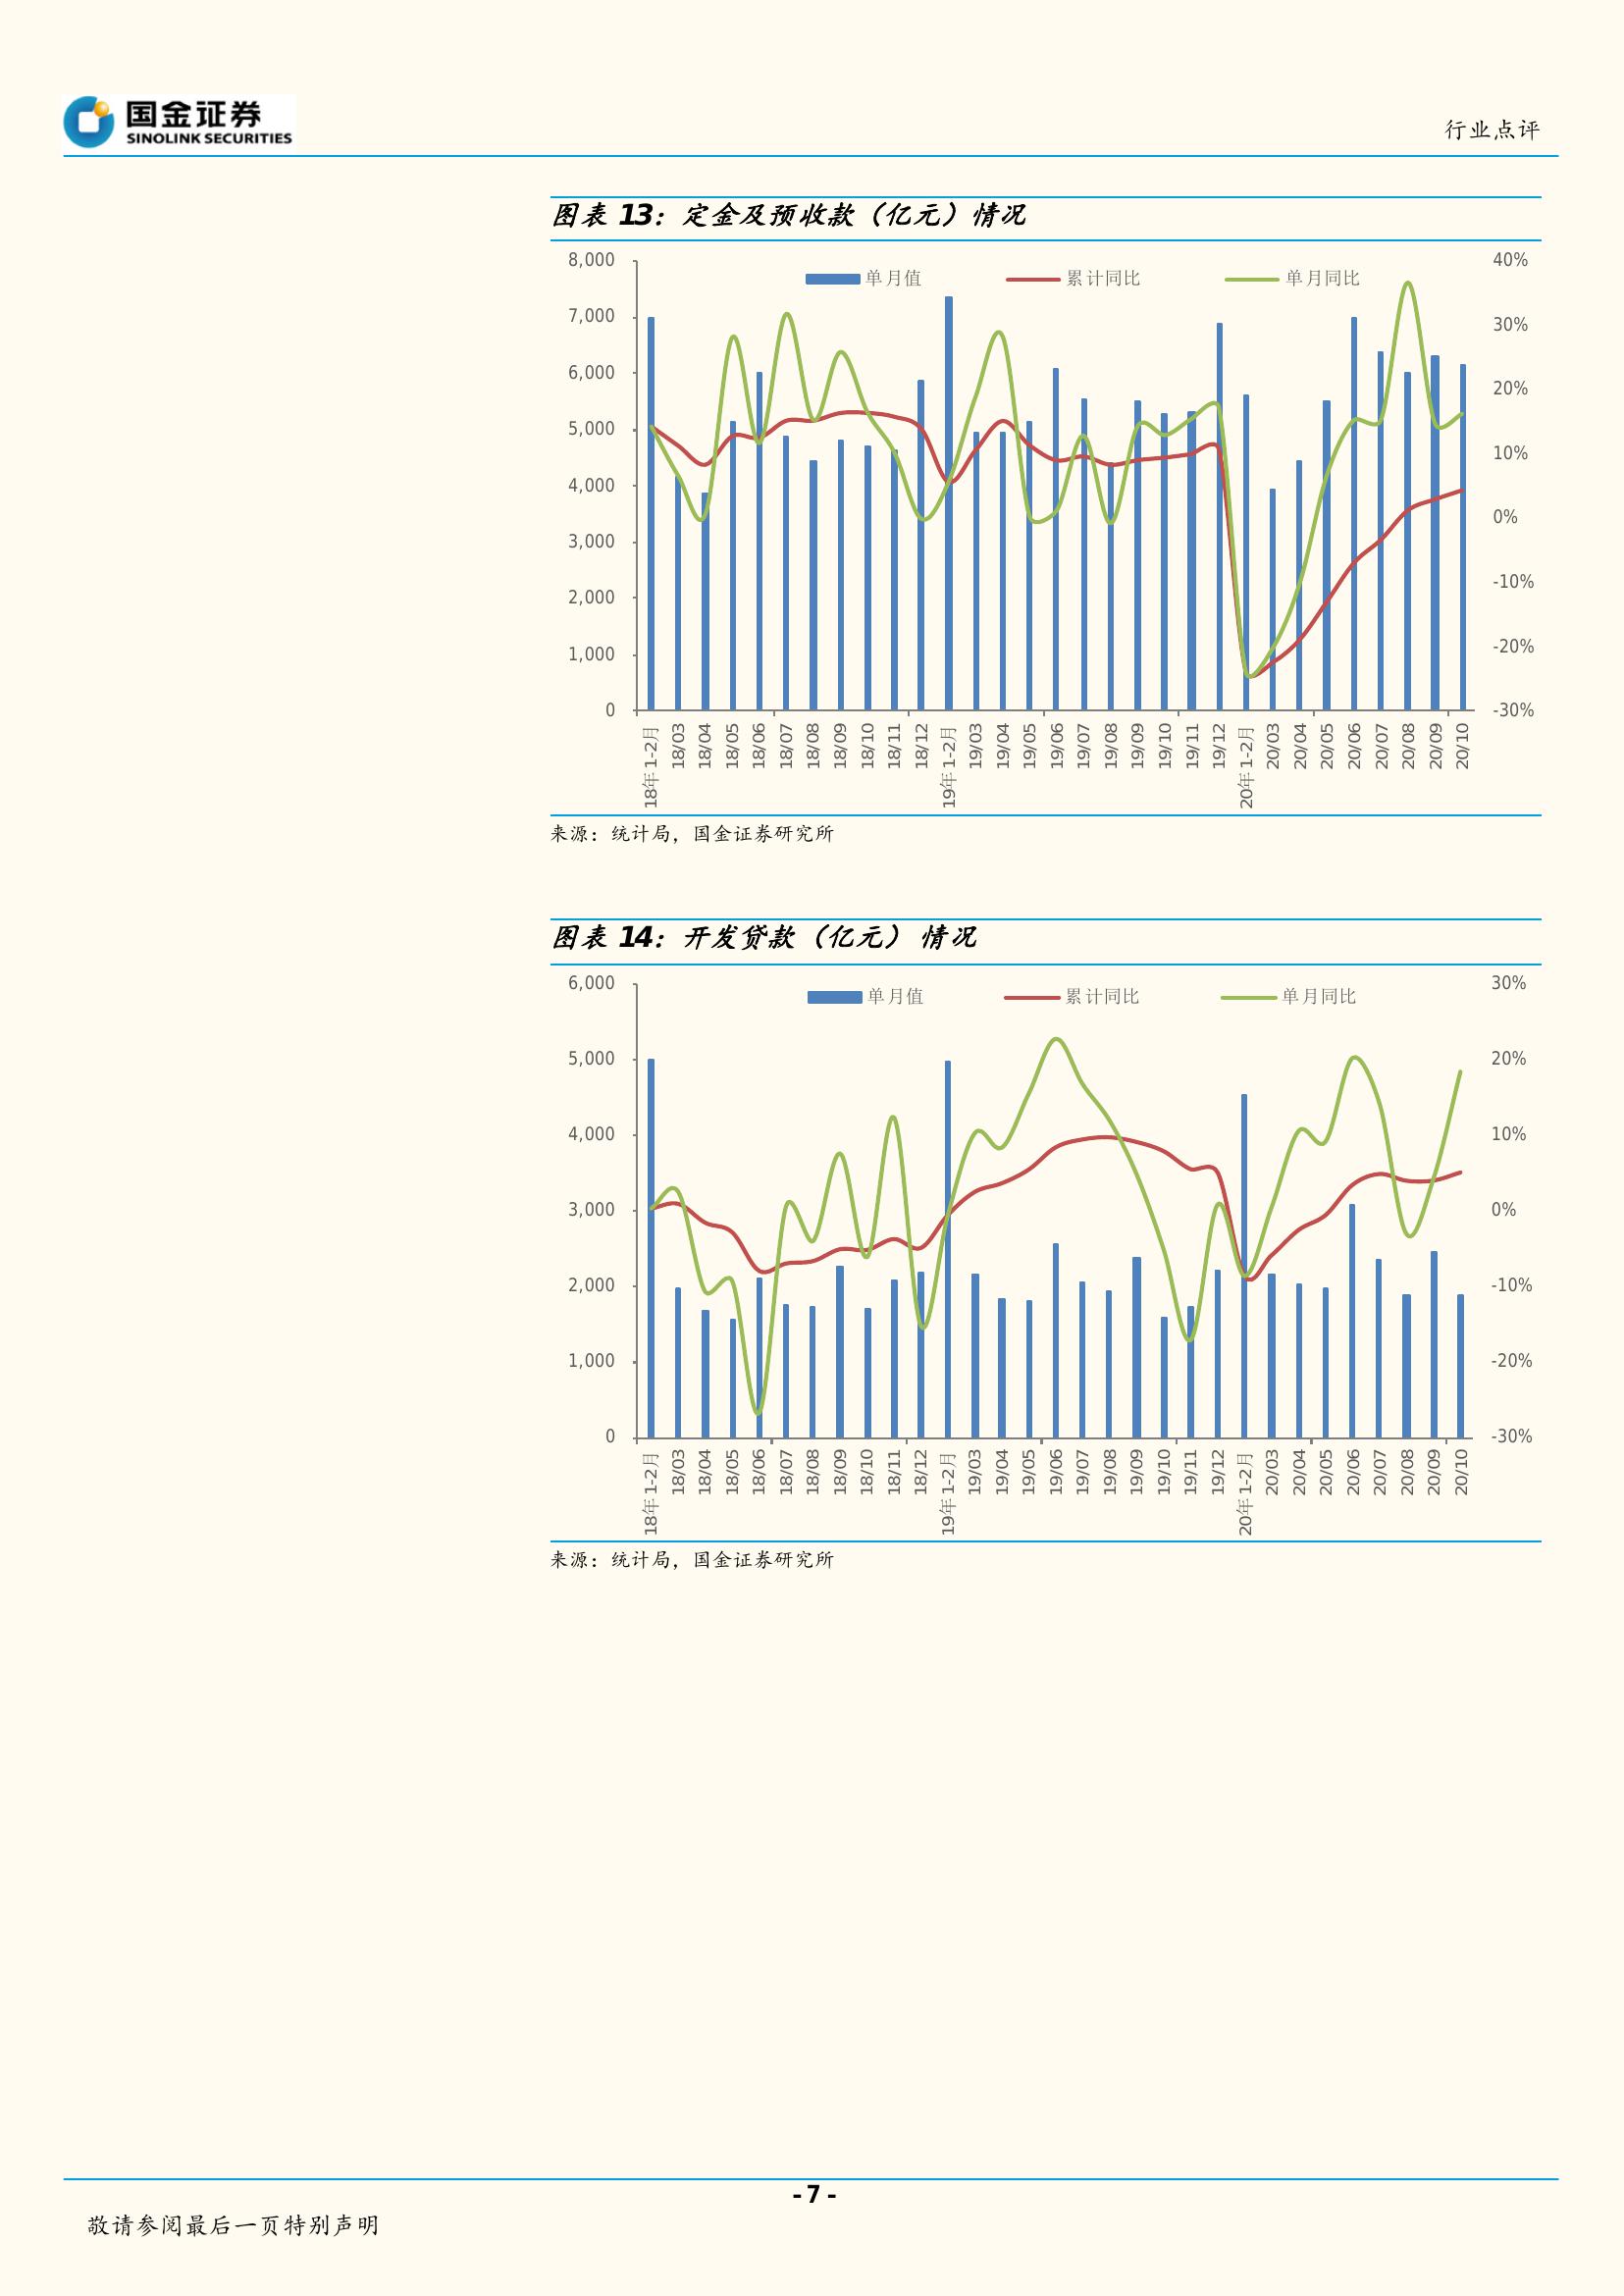 国金证券
SINOLINK SECURITIES
行业点评
图表 13：定金及预收款（亿元）情况
8,000
7,000
6,000
5,000
4,000
3,000
2,000
1,000
0
单月值 累计同比 单月同比
40%
30%
20%
10%
0%
-10%
-20%
-30%
18年1-2月 18/03 18/04 18/05 18/06 18/07 18/08 18/09 18/10 18/11 18/12 19年1-2月 19/03 19/04 19/05 19/06 19/07 19/08 19/09 19/10 19/11 19/12 20年1-2月 20/03 20/04 20/05 20/06 20/07 20/08 20/09 20/10
来源：统计局，国金证券研究所
图表 14：开发贷款（亿元） 情况
6,000
5,000
4,000
3,000
2,000
1,000
0
单月值 累计同比 单月同比
30%
20%
10%
0%
-10%
-20%
-30%
18年1-2月 18/03 18/04 18/05 18/06 18/07 18/08 18/09 18/10 18/11 18/12 19年1-2月 19/03 19/04 19/05 19/06 19/07 19/08 19/09 19/10 19/11 19/12 20年1-2月 20/03 20/04 20/05 20/06 20/07 20/08 20/09 20/10
来源：统计局，国金证券研究所
- 7 -
敬请参阅最后一页特别声明